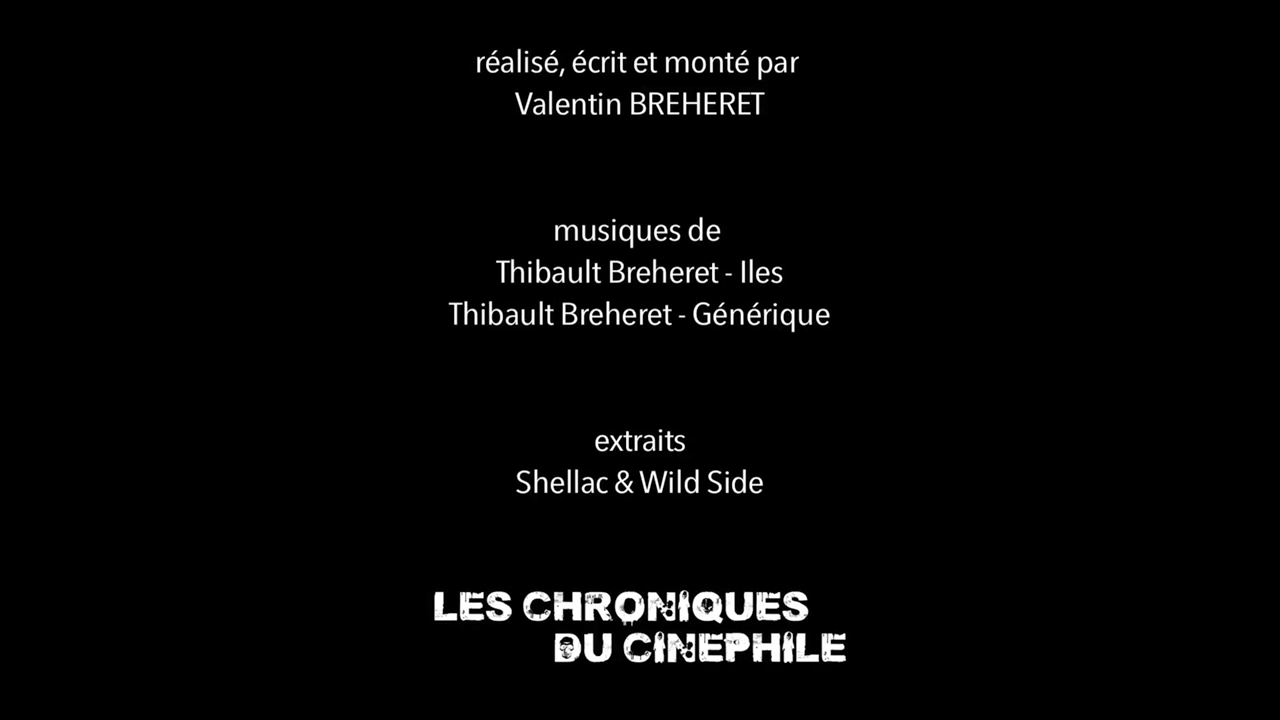 réalisé, écrit et monté par
Valentin BREHERET
musiques de
Thibault Breheret - Iles
Thibault Breheret - Générique
extraits
Shellac & Wild Side
LES CHRONIQUES
DU CINEPHILE